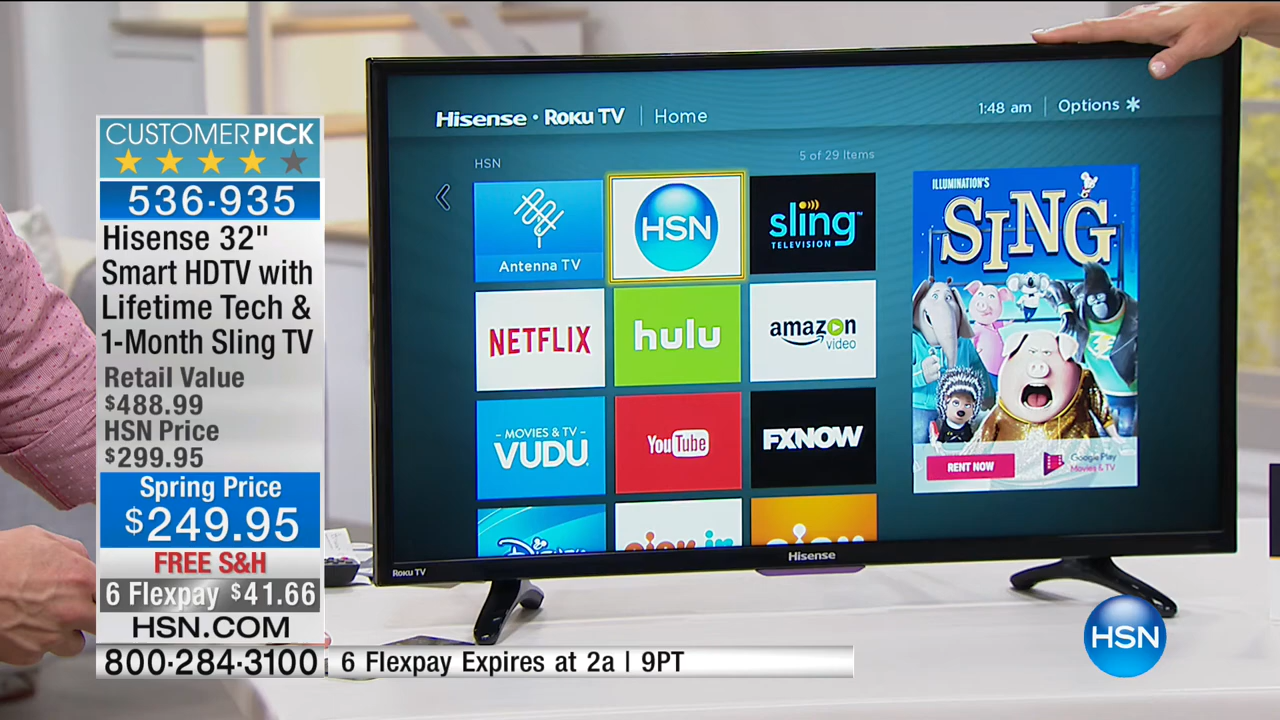 CUSTOMER PICK
536-935
Hisense 32"
Smart HDTV with
Lifetime Tech &
1-Month Sling TV
Retail Value
$488.99
HSN Price
$299.95
Spring Price
$249.95
FREE S&H
6 Flexpay $41.66
HSN.COM
800-284-3100
6 Flexpay Expires at 2a | 9PT
Hisense • Roku TV | Home
1:48 am | Options
HSN
5 of 29 Items
Antenna TV
HSN
sling
TELEVISION
NETFLIX
hulu
amazon
video
MOVIES & TV
VUDU
YouTube
FXNOW
ILLUMINATION'S
SING
RENT NOW
Google Play
Movies & TV
Hisense
Roku TV
HSN